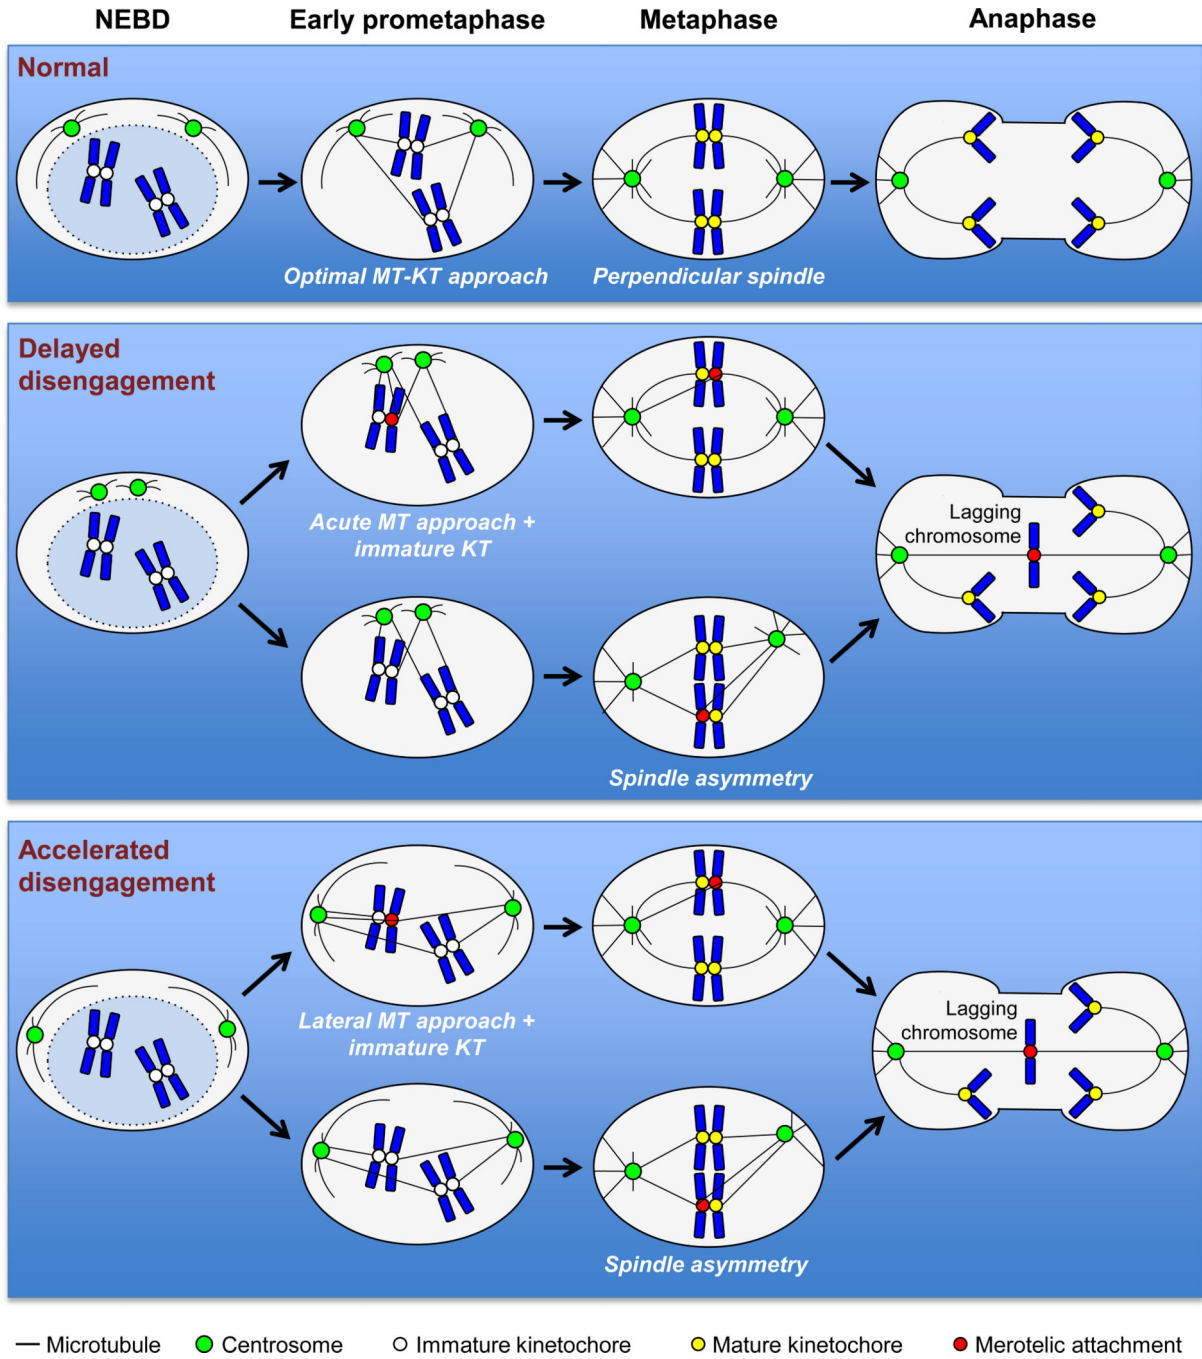 NEBD Early prometaphase Metaphase Anaphase
Normal
Optimal MT-KT approach Perpendicular spindle
Delayed
disengagement
Acute MT approach +
immature KT
Lagging
chromosome
Spindle asymmetry
Accelerated
disengagement
Lateral MT approach +
immature KT
Lagging
chromosome
Spindle asymmetry
Microtubule Centrosome Immature kinetochore Mature kinetochore Merotelic attachment